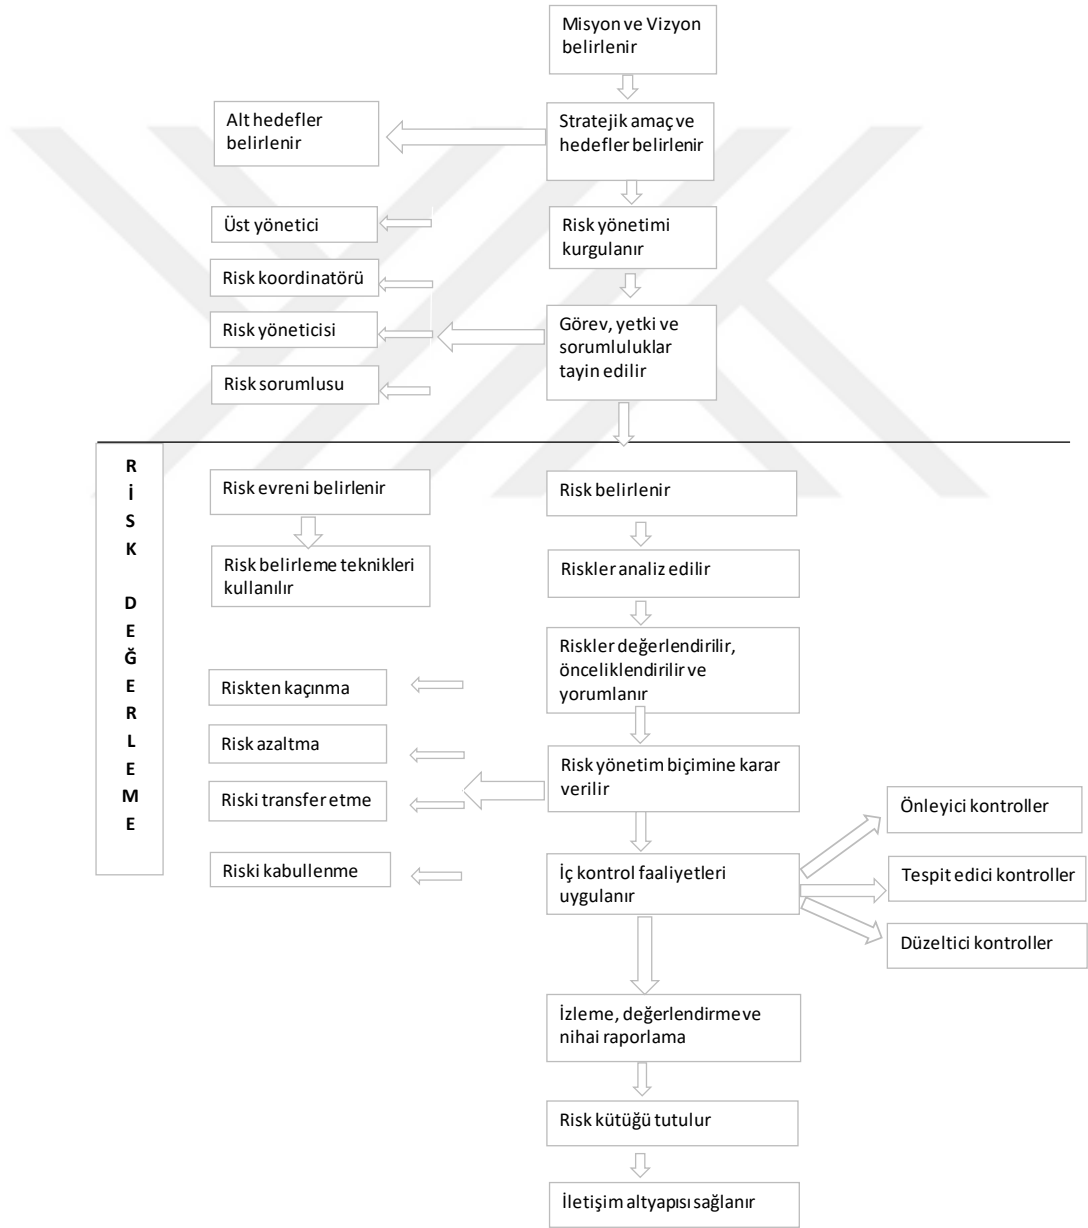 Misyon ve Vizyon
belirlenir
Alt hedefler
belirlenir
Stratejik amaç ve
hedefler belirlenir
Üst yönetici
Risk yönetimi
kurgulanır
Risk koordinatörü
Risk yöneticisi
Görev, yetki ve
sorumluluklar
tayin edilir
Risk sorumlusu
R
İ
S
K
D
E
Ğ
E
R
L
E
M
E
Risk evreni belirlenir
Risk belirlenir
Risk belirleme teknikleri
kullanılır
Riskler analiz edilir
Riskler değerlendirilir,
önceliklendirilir ve
yorumlanır
Riskten kaçınma
Risk azaltma
Risk yönetim biçimine karar
verilir
Riski transfer etme
Önleyici kontroller
Riski kabullenme
İç kontrol faaliyetleri
uygulanır
Tespit edici kontroller
Düzeltici kontroller
İzleme, değerlendirme ve
nihai raporlama
Risk kütüğü tutulur
İletişim altyapısı sağlanır